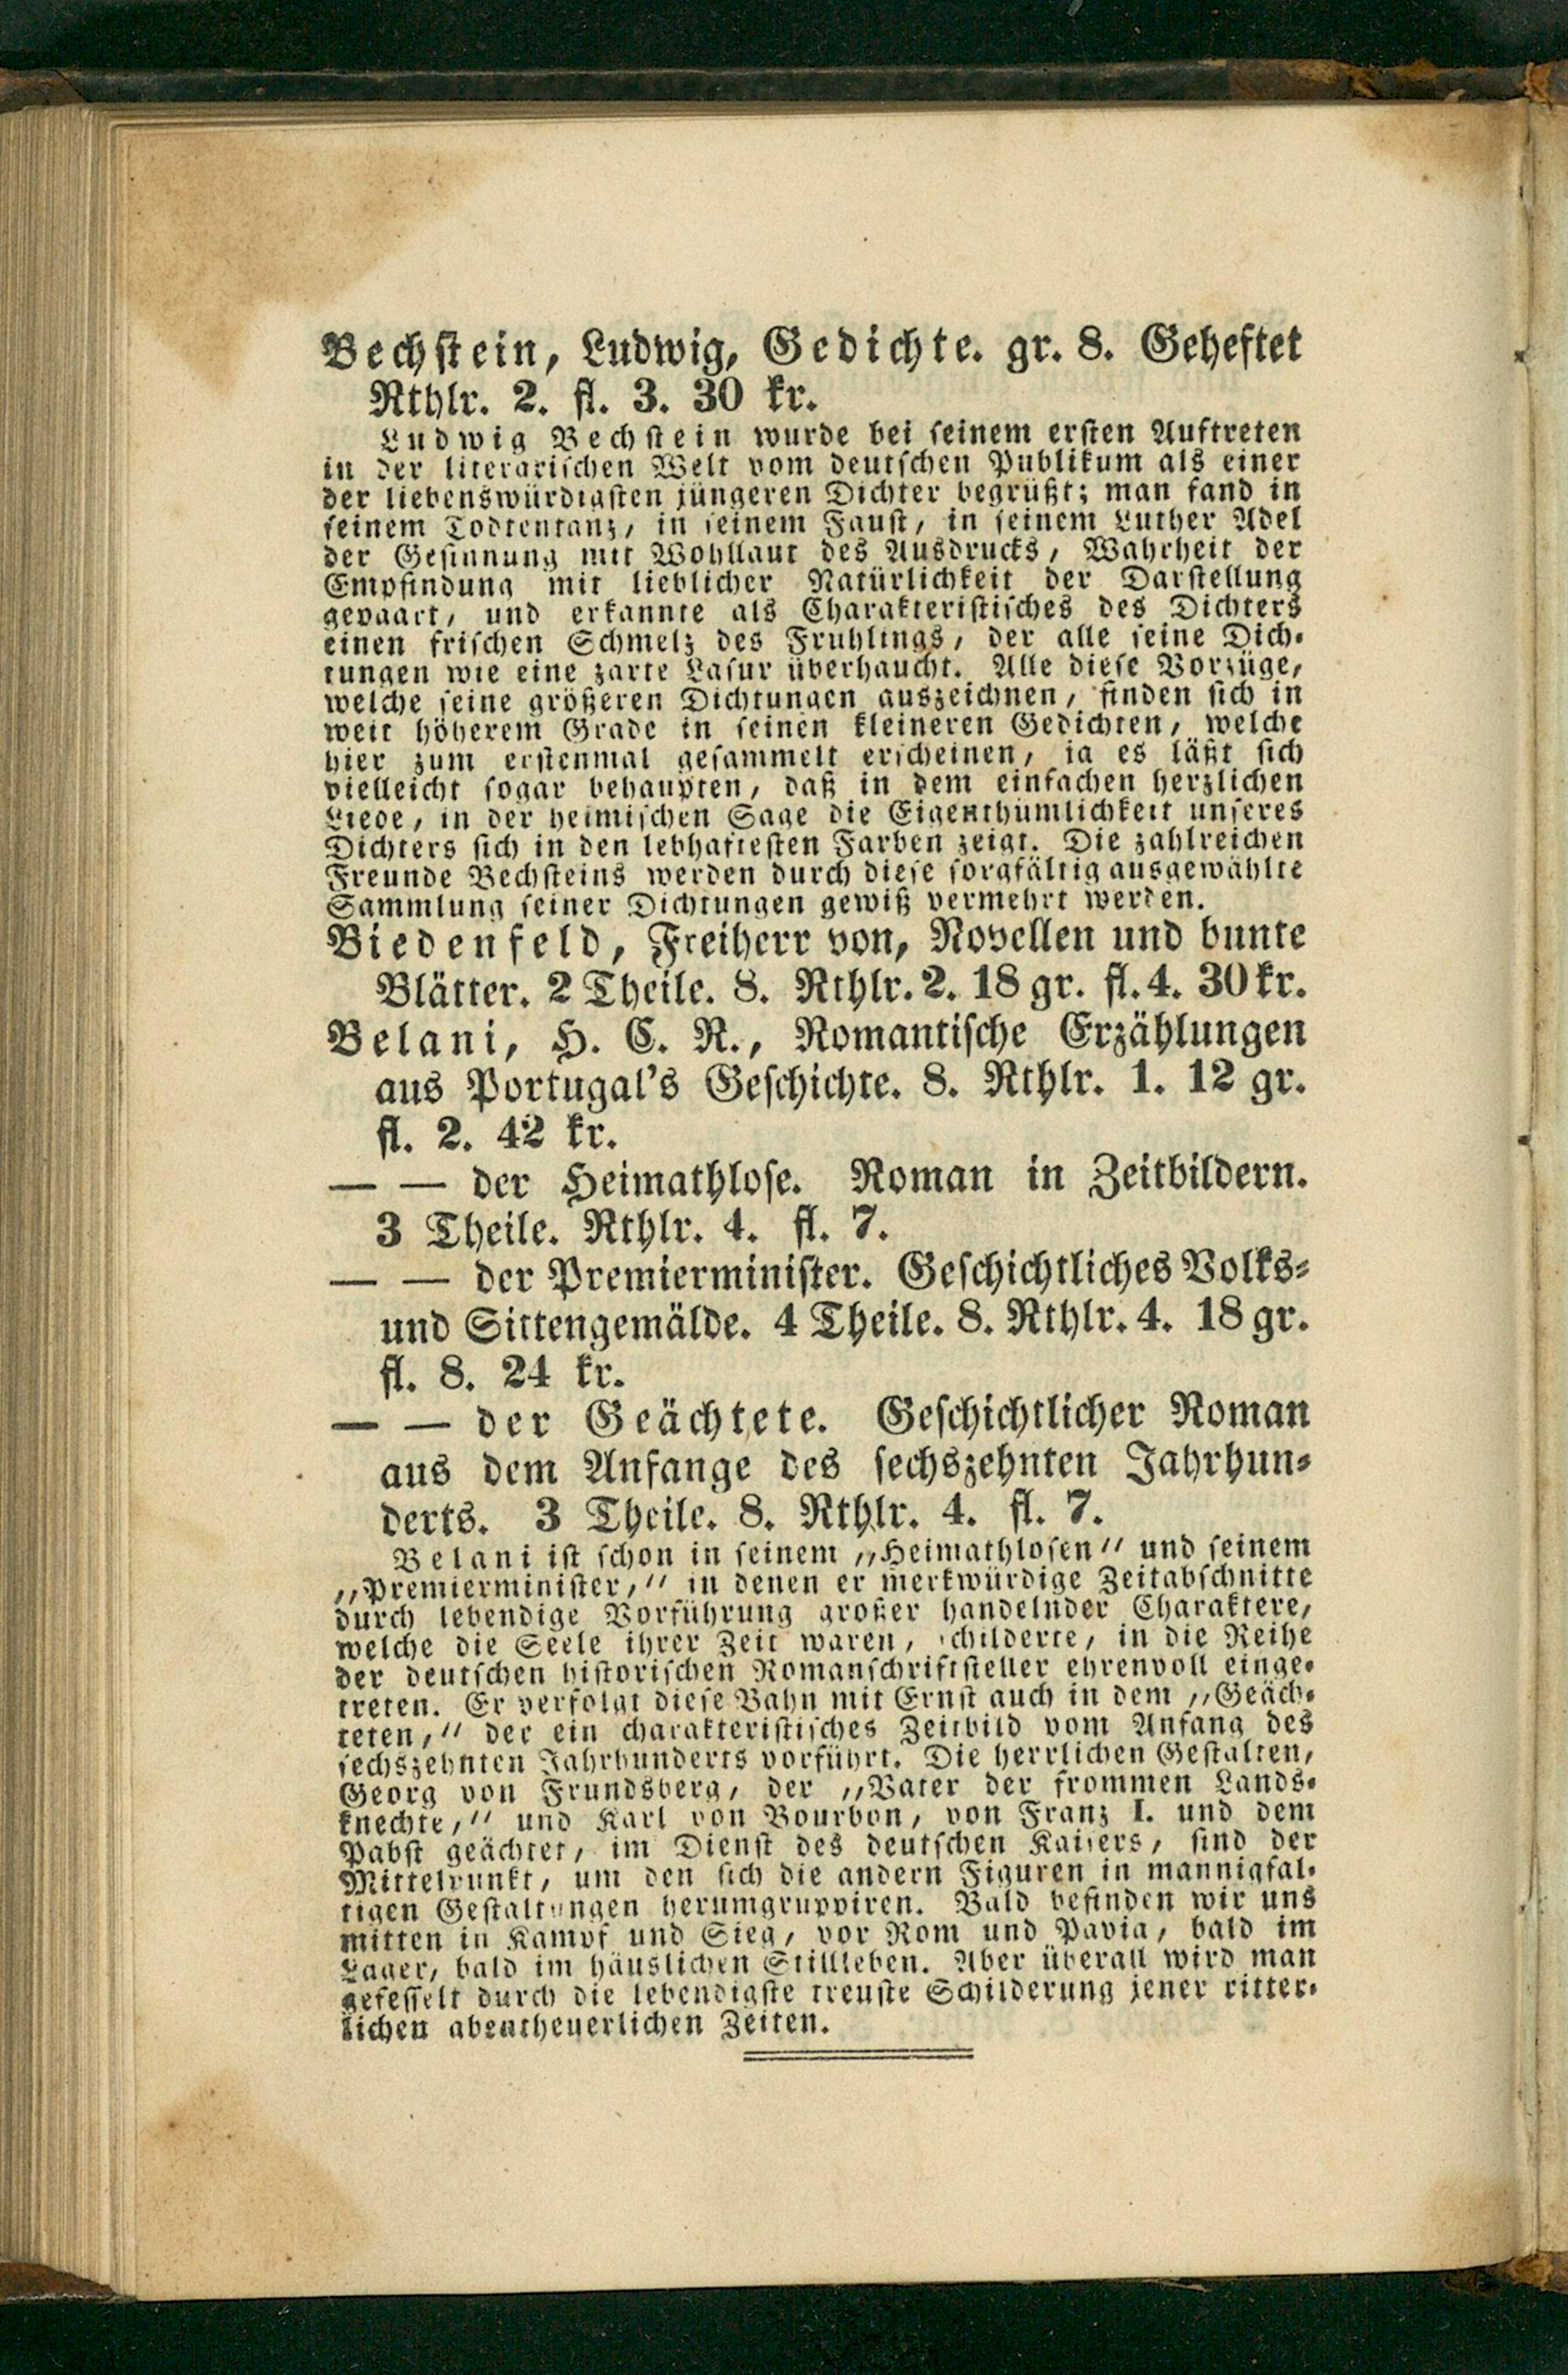 Bechstein, Ludwig, Gedichte. gr. 8. Geheftet
Rthlr. 2. fl. 3. 30 kr.
Ludwig Bechstein wurde bei seinem ersten Auftreten
in der literarischen Welt vom deutschen Publikum als einer
der liebenswürdigsten jüngeren Dichter begrüßt; man fand in
seinem Todtentanz, in seinem Faust, in seinem Luther Adel
der Gesinnung mit Wohllaut des Ausdrucks, Wahrheit der
Empfindung mit lieblicher Natürlichkeit der Darstellung
gepaart, und erkannte als Charakteristisches des Dichters
einen frischen Schmelz des Frühlings, der alle seine Dich-
tungen wie eine zarte Lasur überhaucht. Alle diese Vorzüge,
welche seine größeren Dichtungen auszeichnen, finden sich in
weit höherem Grade in seinen kleineren Gedichten, welche
hier zum erstenmal gesammelt erscheinen, ja es läßt sich
vielleicht sogar behaupten, daß in dem einfachen herzlichen
Liede, in der heimischen Sage die Eigenthümlichkeit unseres
Dichters sich in den lebhaftesten Farben zeigt. Die zahlreichen
Freunde Bechsteins werden durch diese sorgfältig ausgewählte
Sammlung seiner Dichtungen gewiß vermehrt werden.
Biedenfeld, Freiherr von, Novellen und bunte
Blätter. 2 Theile. 8. Rthlr. 2. 18 gr. fl. 4. 30 kr.
Belani, H. E. R., Romantische Erzählungen
aus Portugal's Geschichte. 8. Rthlr. 1. 12 gr.
fl. 2. 42 kr.
— — der Heimathlose. Roman in Zeitbildern.
3 Theile. Rthlr. 4. fl. 7.
— — der Premierminister. Geschichtliches Volks-
und Sittengemälde. 4 Theile. 8. Rthlr. 4. 18 gr.
fl. 8. 24 kr.
— — der Geächtete. Geschichtlicher Roman
aus dem Anfange des sechszehnten Jahrhun-
derts. 3 Theile. 8. Rthlr. 4. fl. 7.
Belani ist schon in seinem „Heimathlosen" und seinem
„Premierminister," in denen er merkwürdige Zeitabschnitte
durch lebendige Vorführung großer handelnder Charaktere,
welche die Seele ihrer Zeit waren, schilderte, in die Reihe
der deutschen historischen Romanschriftsteller ehrenvoll einge-
treten. Er verfolgt diese Bahn mit Ernst auch in dem „Geäch-
teten," der ein charakteristisches Zeitbild vom Anfang des
sechszehnten Jahrhunderts vorführt. Die herrlichen Gestalten,
Georg von Frundsberg, der „Vater der frommen Lands-
knechte," und Karl von Bourbon, von Franz I. und dem
Pabst geächtet, im Dienst des deutschen Kaisers, sind der
Mittelpunkt, um den sich die andern Figuren in mannigfal-
tigen Gestaltungen herumgruppiren. Bald befinden wir uns
mitten in Kampf und Sieg, vor Rom und Pavia, bald im
Lager, bald im häuslichen Stillleben. Aber überall wird man
gefesselt durch die lebendigste treuste Schilderung jener ritter-
lichen abentheuerlichen Zeiten.